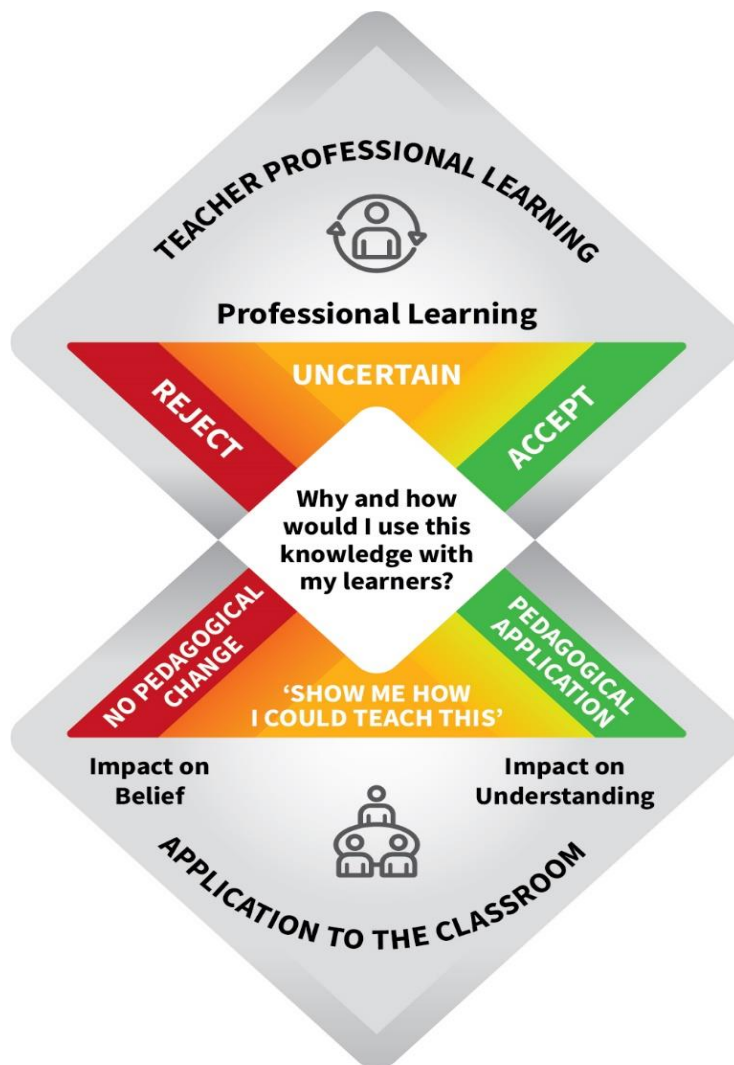 TEACHER PROFESSIONAL LEARNING
Professional Learning
REJECT
UNCERTAIN
ACCEPT
Why and how
would I use this
knowledge with
my learners?
NO PEDAGOGICAL
CHANGE
‘SHOW ME HOW
I COULD TEACH THIS’
PEDAGOGICAL
APPLICATION
Impact on
Belief
Impact on
Understanding
APPLICATION TO THE CLASSROOM